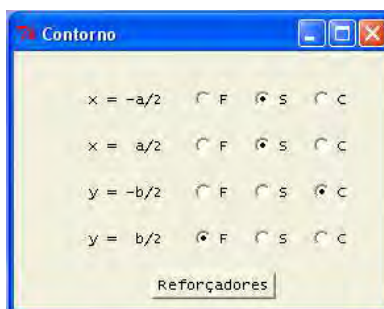 Contorno
x = -a/2 F S C
x = a/2 F S C
y = -b/2 F S C
y = b/2 F S C
Reforçadores